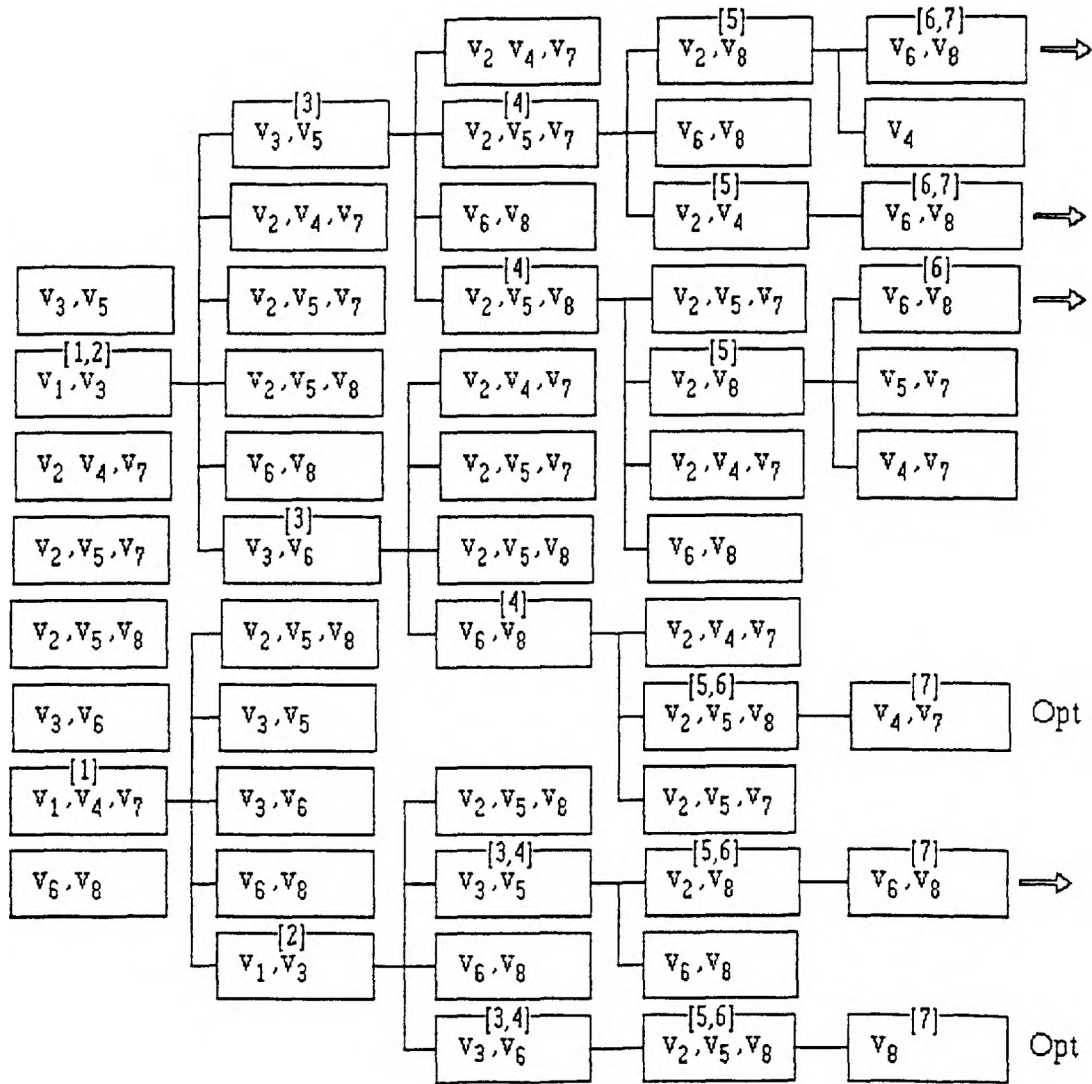 V2 V4,V7
[5]
V2,V8
[6,7]
V6,V8
[3]
V3,V5
[4]
V2,V5,V7
V6,V8
V4
V2,V4,V7
V6,V8
[5]
V2,V4
[6,7]
V6,V8
V3,V5
V2,V5,V7
[4]
V2,V5,V8
V2,V5,V7
[6]
V6,V8
[1,2]
V1,V3
V2,V5,V8
V2,V4,V7
[5]
V2,V8
V5,V7
V2 V4,V7
V6,V8
V2,V5,V7
V2,V4,V7
V4,V7
V2,V5,V7
[3]
V3,V6
V2,V5,V8
V6,V8
V2,V5,V8
V2,V5,V8
[4]
V6,V8
V2,V4,V7
V3,V6
V3,V5
[5,6]
V2,V5,V8
[7]
V4,V7
Opt
[1]
V1,V4,V7
V3,V6
V2,V5,V8
V2,V5,V7
V6,V8
V6,V8
[3,4]
V3,V5
[5,6]
V2,V8
[7]
V6,V8
[2]
V1,V3
V6,V8
V6,V8
[3,4]
V3,V6
[5,6]
V2,V5,V8
[7]
V8
Opt